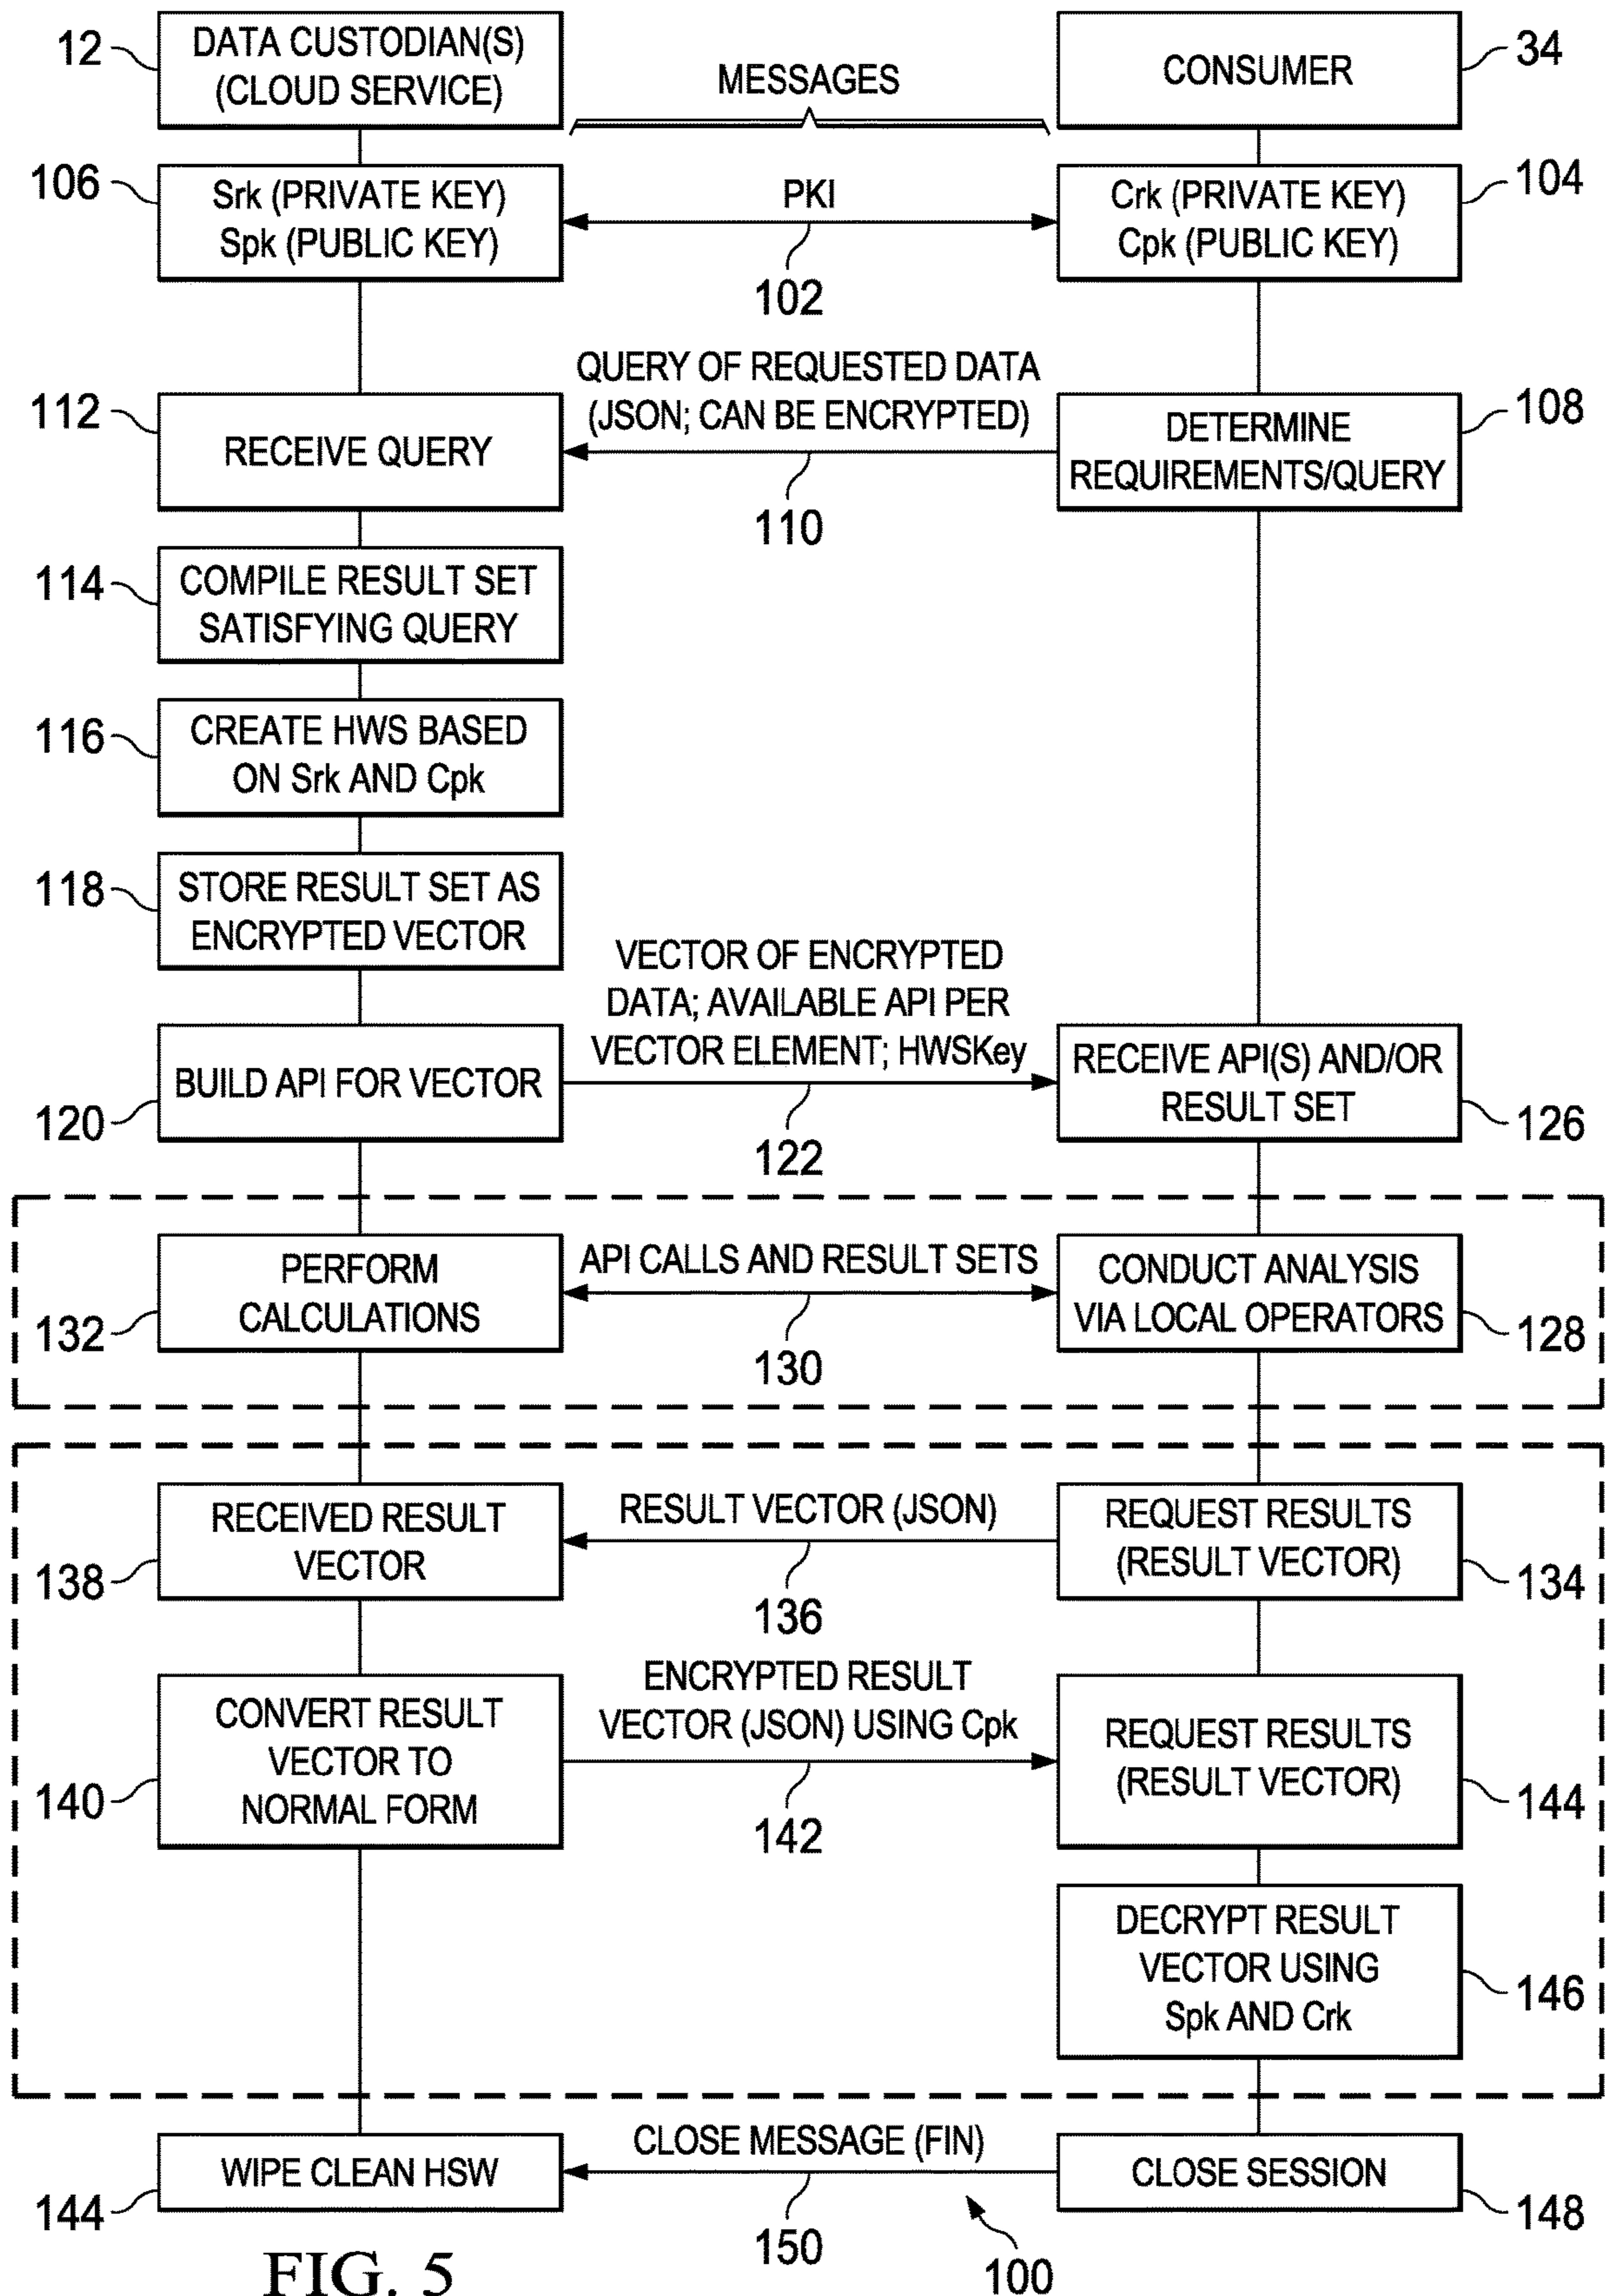 12
DATA CUSTODIAN(S)
(CLOUD SERVICE)
MESSAGES
CONSUMER
34
106
Srk (PRIVATE KEY)
Spk (PUBLIC KEY)
PKI
102
Crk (PRIVATE KEY)
Cpk (PUBLIC KEY)
104
112
RECEIVE QUERY
QUERY OF REQUESTED DATA
(JSON; CAN BE ENCRYPTED)
110
DETERMINE
REQUIREMENTS/QUERY
108
114
COMPILE RESULT SET
SATISFYING QUERY
116
CREATE HWS BASED
ON Srk AND Cpk
118
STORE RESULT SET AS
ENCRYPTED VECTOR
VECTOR OF ENCRYPTED
DATA; AVAILABLE API PER
VECTOR ELEMENT; HWSKey
122
BUILD API FOR VECTOR
120
RECEIVE API(S) AND/OR
RESULT SET
126
PERFORM
CALCULATIONS
132
API CALLS AND RESULT SETS
130
CONDUCT ANALYSIS
VIA LOCAL OPERATORS
128
RECEIVED RESULT
VECTOR
138
RESULT VECTOR (JSON)
136
REQUEST RESULTS
(RESULT VECTOR)
134
CONVERT RESULT
VECTOR TO
NORMAL FORM
140
ENCRYPTED RESULT
VECTOR (JSON) USING Cpk
142
REQUEST RESULTS
(RESULT VECTOR)
144
DECRYPT RESULT
VECTOR USING
Spk AND Crk
146
WIPE CLEAN HSW
144
CLOSE MESSAGE (FIN)
150
CLOSE SESSION
148
100
FIG. 5